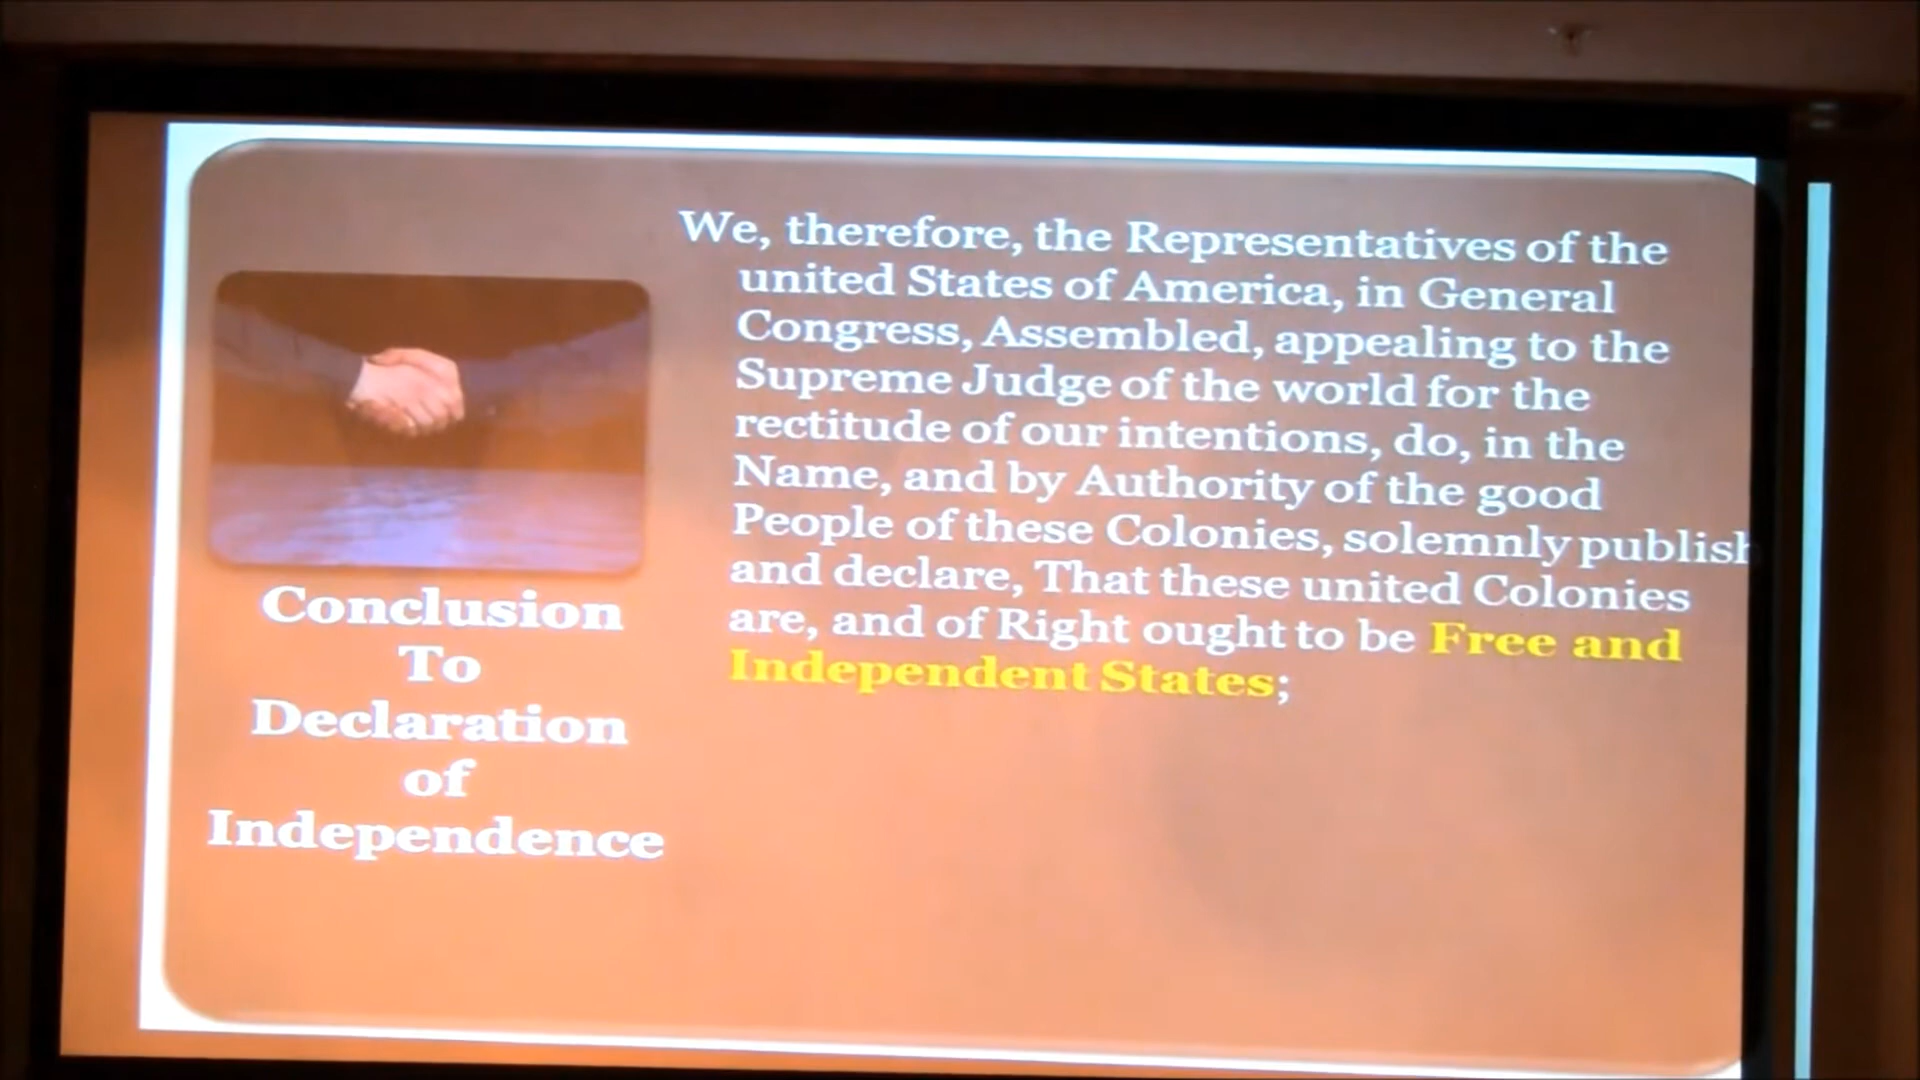 We, therefore, the Representatives of the
united States of America, in General
Congress, Assembled, appealing to the
Supreme Judge of the world for the
rectitude of our intentions, do, in the
Name, and by Authority of the good
People of these Colonies, solemnly publish
and declare, That these united Colonies
are, and of Right ought to be Free and
Independent States;
Conclusion
To
Declaration
of
Independence